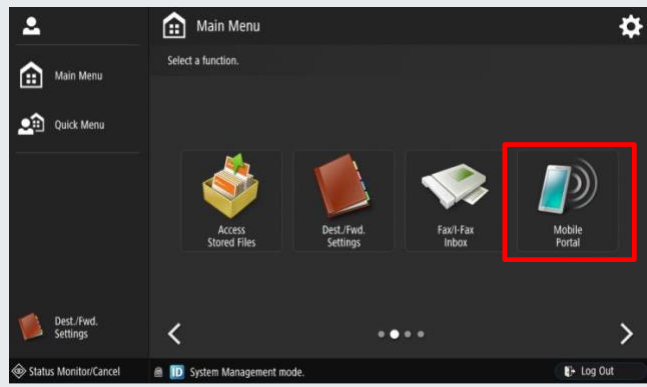 Main Menu
Select a function.
Main Menu
Quick Menu
Access
Stored Files
Dest./Fwd.
Settings
Fax/I-Fax
Inbox
Mobile
Portal
Dest./Fwd.
Settings
Status Monitor/Cancel
ID System Management mode.
Log Out